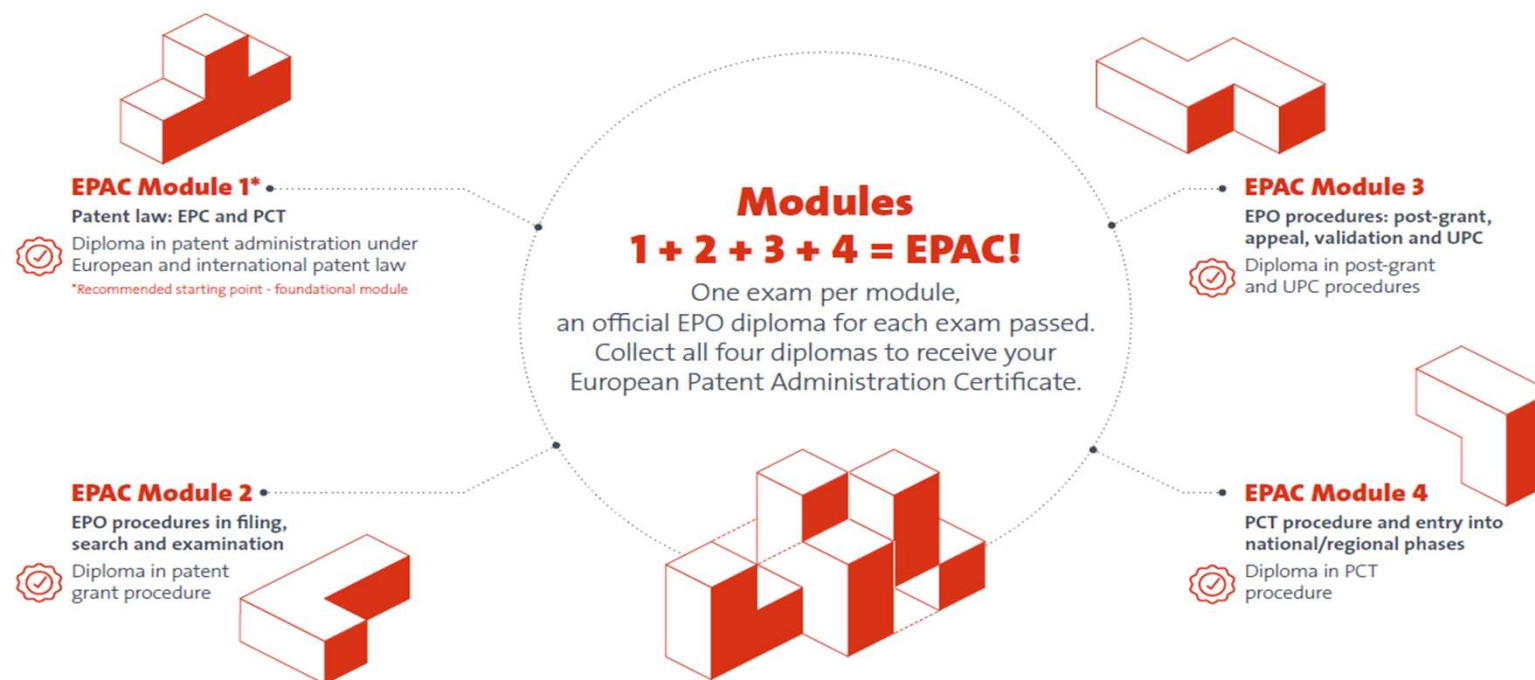 EPAC Module 1*
Patent law: EPC and PCT
Diploma in patent administration under
European and international patent law
*Recommended starting point - foundational module
EPAC Module 2
EPO procedures in filing,
search and examination
Diploma in patent
grant procedure
Modules
1 + 2 + 3 + 4 = EPAC!
One exam per module,
an official EPO diploma for each exam passed.
Collect all four diplomas to receive your
European Patent Administration Certificate.
EPAC Module 3
EPO procedures: post-grant,
appeal, validation and UPC
Diploma in post-grant
and UPC procedures
EPAC Module 4
PCT procedure and entry into
national/regional phases
Diploma in PCT
procedure